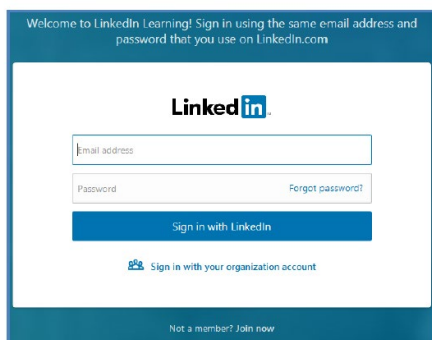 Welcome to LinkedIn Learning! Sign in using the same email address and
password that you use on LinkedIn.com
Linked in
Email address
Password Forgot password?
Sign in with LinkedIn
Sign in with your organization account
Not a member? Join now